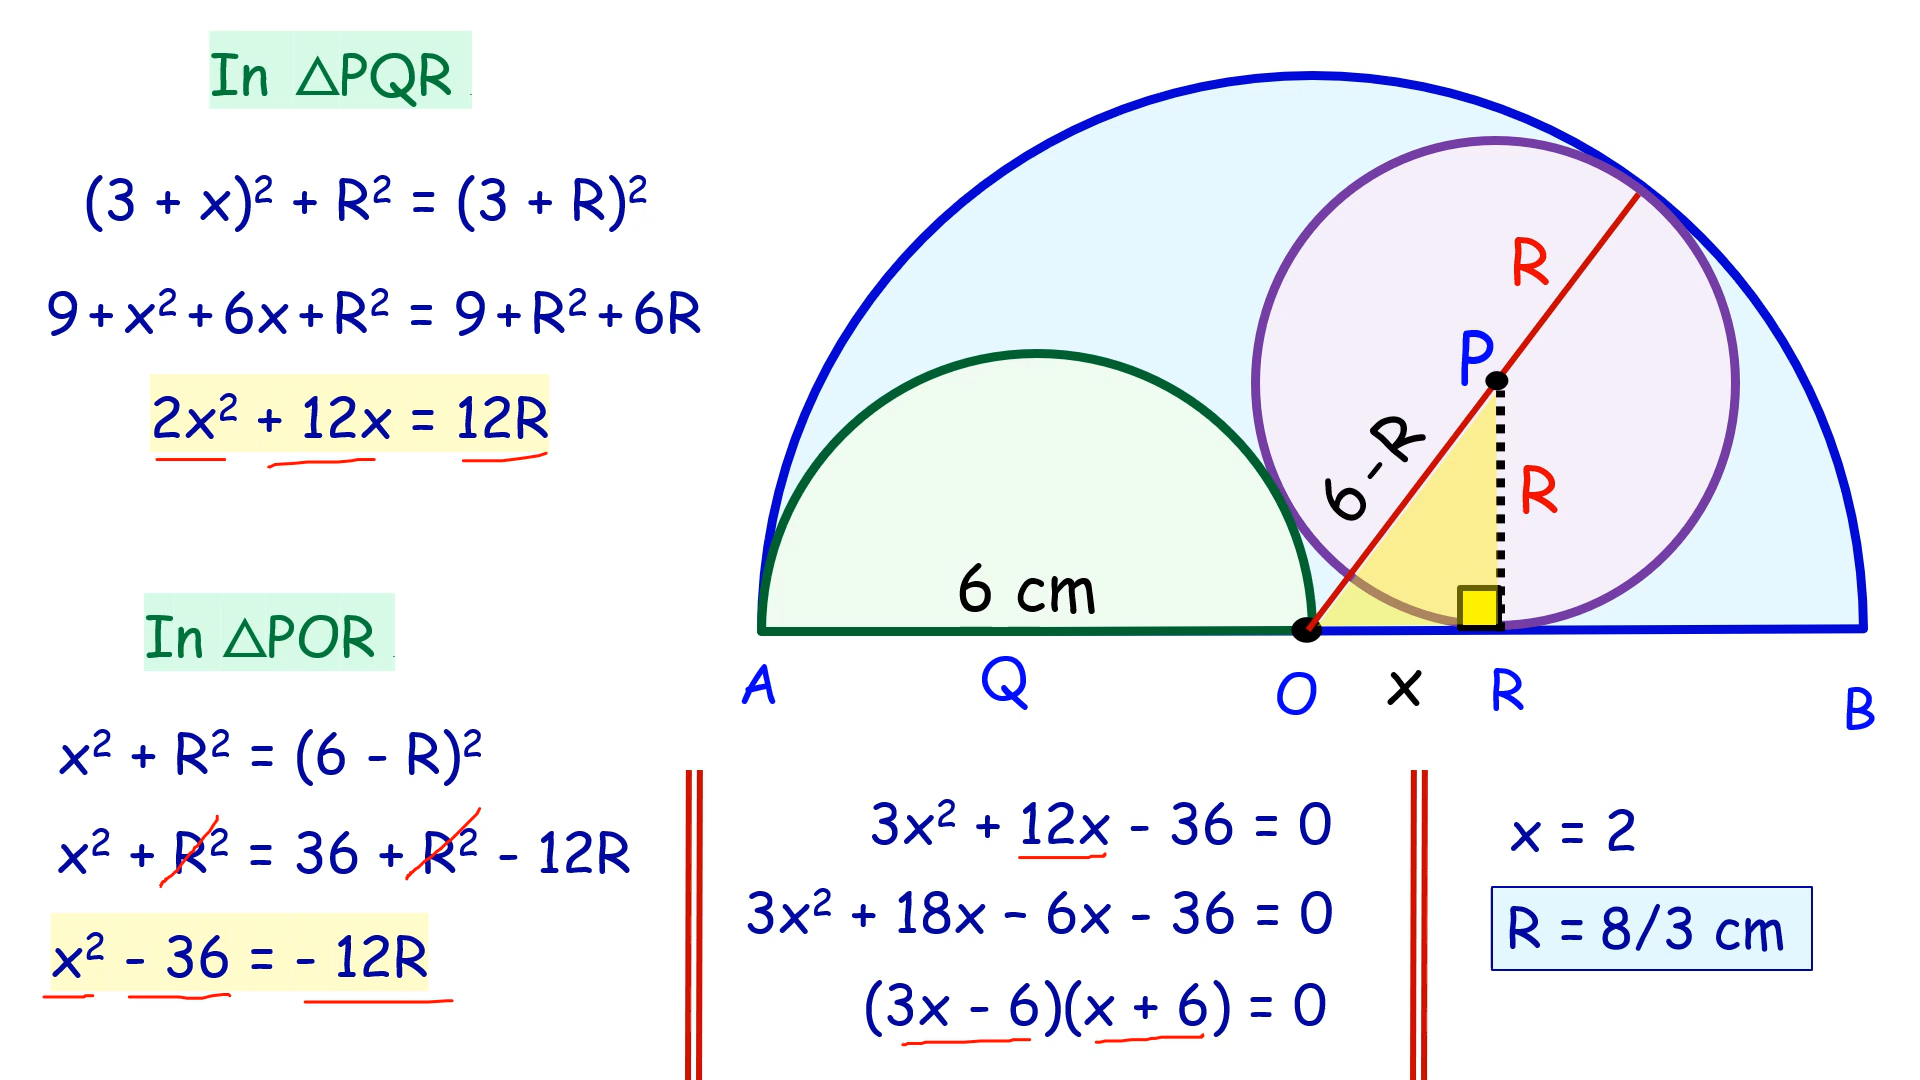 In △PQR
(3 + x)² + R² = (3 + R)²
9 + x² + 6x + R² = 9 + R² + 6R
2x² + 12x = 12R
In △POR
x² + R² = (6 - R)²
x² + R² = 36 + R² - 12R
x² - 36 = - 12R
R
P
6 - R
R
6 cm
A Q O x R B
3x² + 12x - 36 = 0
3x² + 18x - 6x - 36 = 0
(3x - 6)(x + 6) = 0
x = 2
R = 8/3 cm